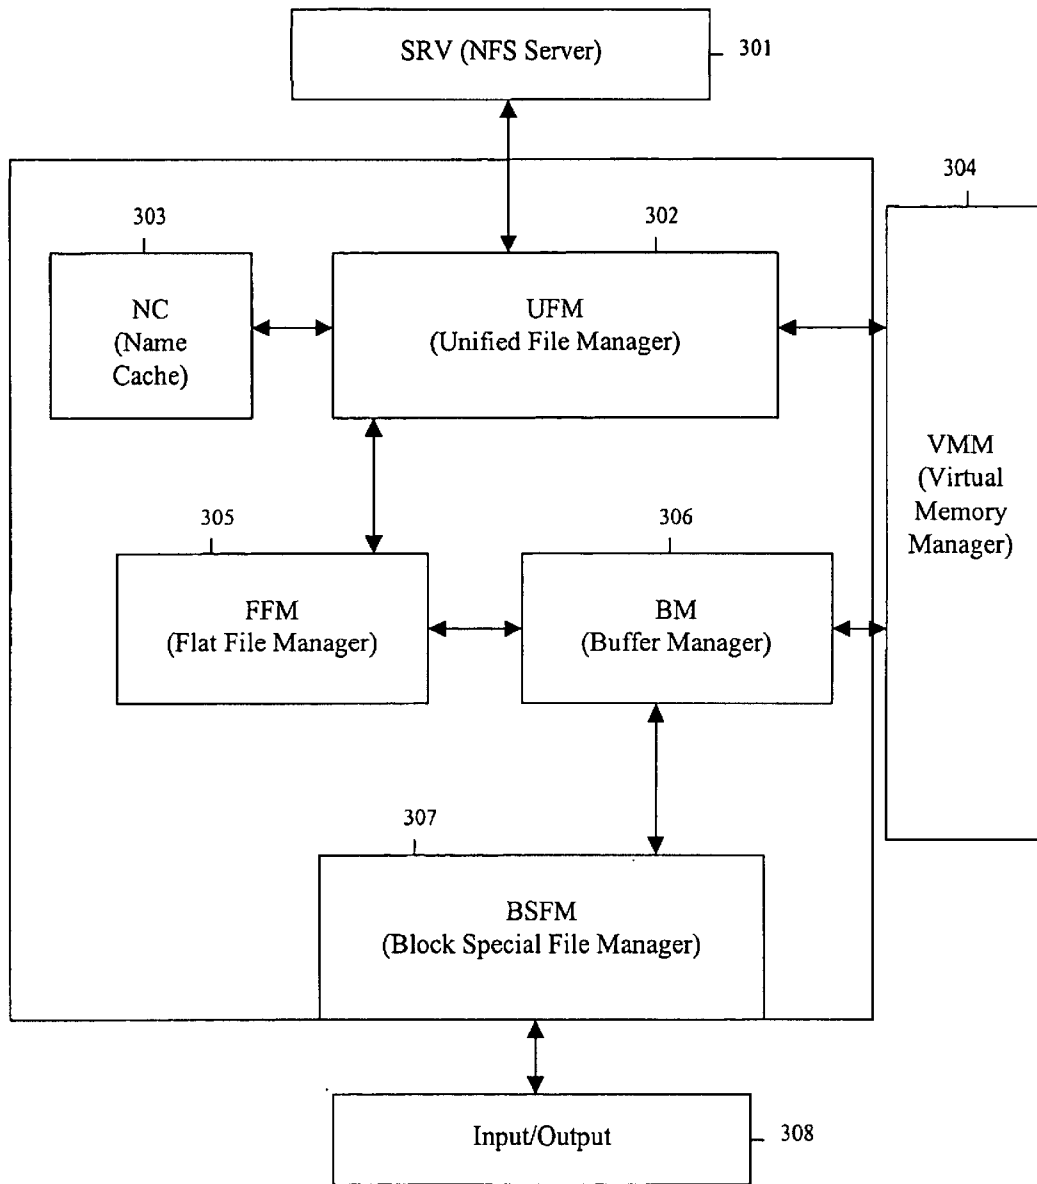 SRV (NFS Server)
301
304
303
302
NC
(Name
Cache)
UFM
(Unified File Manager)
VMM
(Virtual
Memory
Manager)
305
306
FFM
(Flat File Manager)
BM
(Buffer Manager)
307
BSFM
(Block Special File Manager)
Input/Output
308